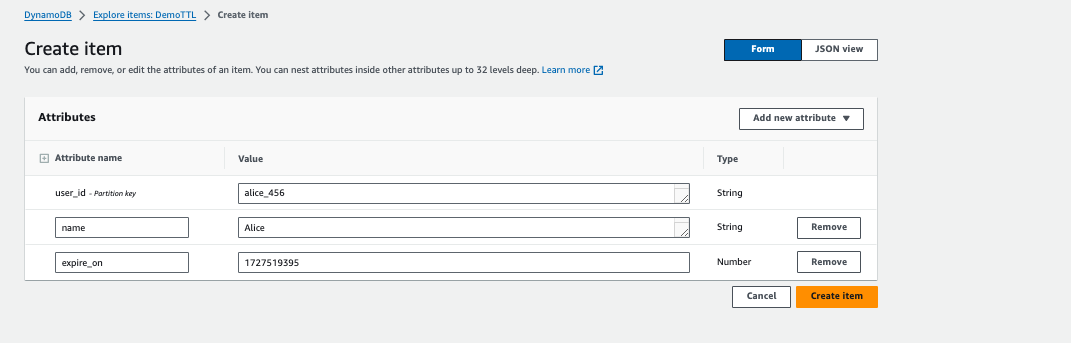 DynamoDB > Explore items: DemoTTL > Create item
Create item
Form JSON view
You can add, remove, or edit the attributes of an item. You can nest attributes inside other attributes up to 32 levels deep. Learn more
Attributes Add new attribute
Attribute name Value Type
user_id - Partition key alice_456 String
name Alice String Remove
expire_on 1727519395 Number Remove
Cancel Create item